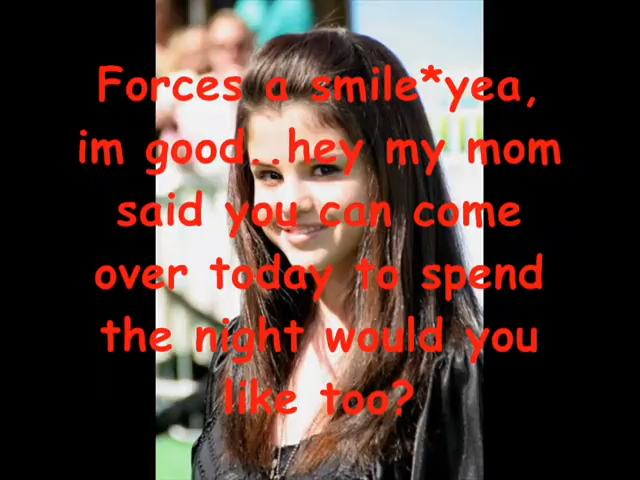 Forces a smile*yea,
im good..hey my mom
said you can come
over today to spend
the night would you
like too?